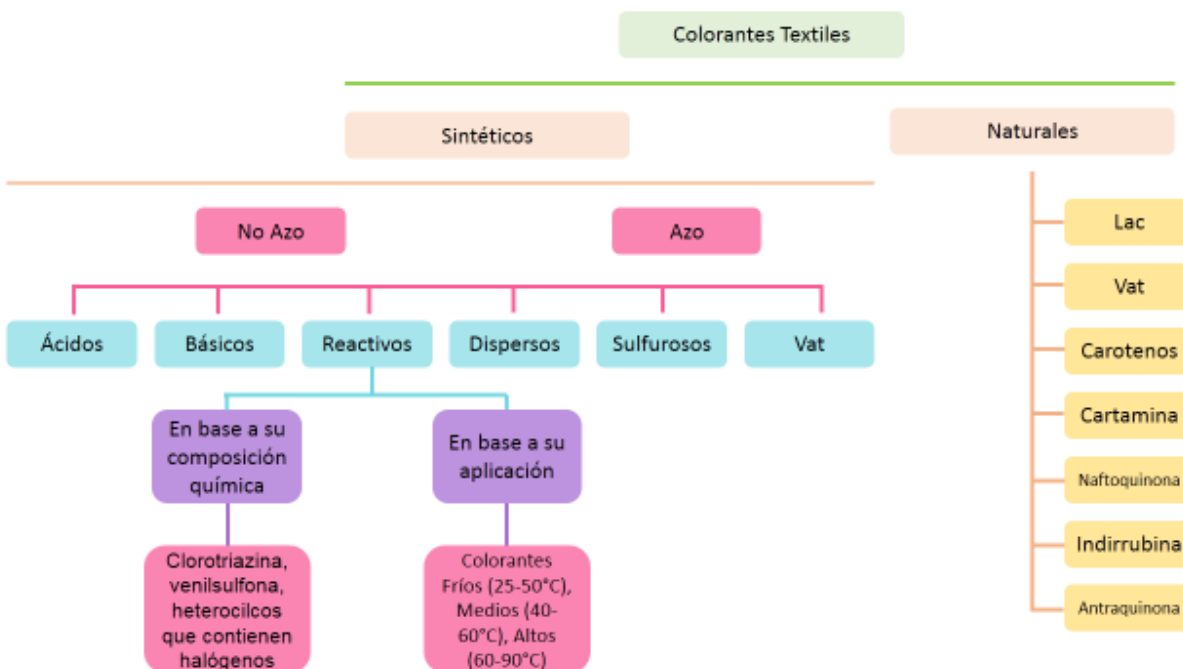 Colorantes Textiles
Sintéticos
Naturales
No Azo
Azo
Ácidos
Básicos
Reactivos
Dispersos
Sulfurosos
Vat
En base a su
composición
química
En base a su
aplicación
Clorotriazina,
venilsulfona,
heterocilcos
que contienen
halógenos
Colorantes
Fríos (25-50°C),
Medios (40-
60°C), Altos
(60-90°C)
Lac
Vat
Carotenos
Cartamina
Naftoquinona
Indirrubina
Antraquinona